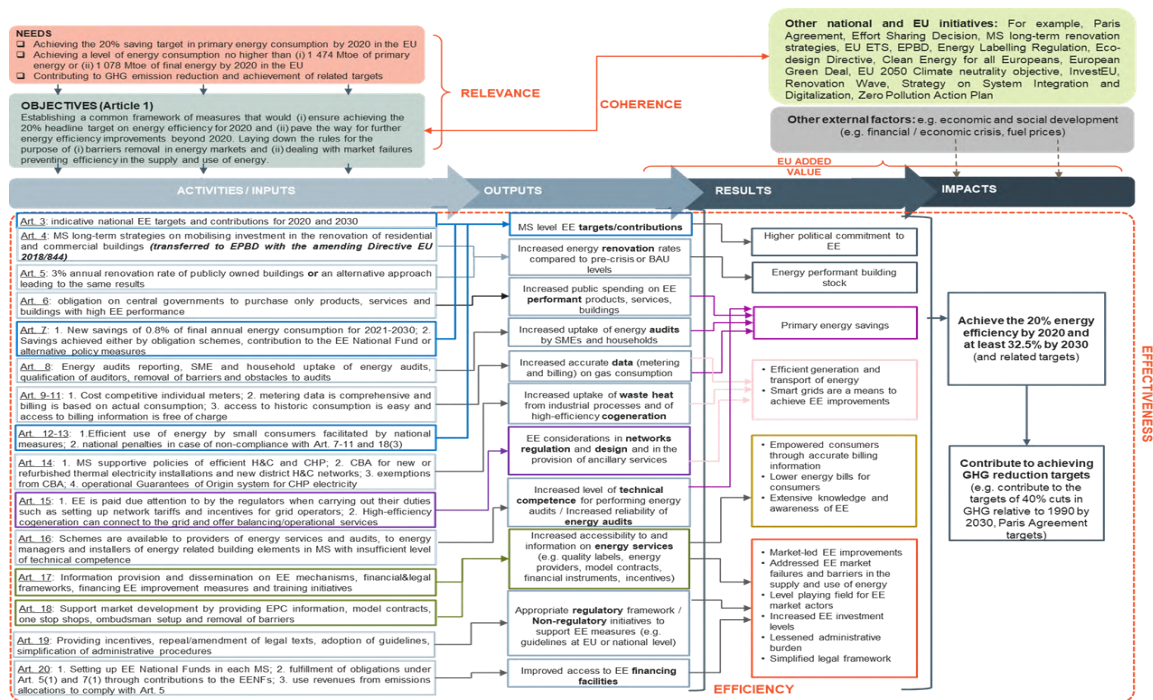 NEEDS
❑ Achieving the 20% saving target in primary energy consumption by 2020 in the EU
❑ Achieving a level of energy consumption no higher than (i) 1 474 Mtoe of primary
energy or (ii) 1 078 Mtoe of final energy by 2020 in the EU
❑ Contributing to GHG emission reduction and achievement of related targets
OBJECTIVES (Article 1)
Establishing a common framework of measures that would (i) ensure achieving the
20% headline target on energy efficiency for 2020 and (ii) pave the way for further
energy efficiency improvements beyond 2020. Laying down the rules for the
purpose of (i) barriers removal in energy markets and (ii) dealing with market failures
preventing efficiency in the supply and use of energy.
RELEVANCE
COHERENCE
Other national and EU initiatives: For example, Paris
Agreement, Effort Sharing Decision, MS long-term renovation
strategies, EU ETS, EPBD, Energy Labelling Regulation, Eco-
design Directive, Clean Energy for all Europeans, European
Green Deal, EU 2050 Climate neutrality objective, InvestEU,
Renovation Wave, Strategy on System Integration and
Digitalization, Zero Pollution Action Plan
Other external factors: e.g. economic and social development
(e.g. financial / economic crisis, fuel prices)
EU ADDED
VALUE
ACTIVITIES / INPUTS
OUTPUTS
RESULTS
IMPACTS
Art. 3: indicative national EE targets and contributions for 2020 and 2030
Art. 4: MS long-term strategies on mobilising investment in the renovation of residential
and commercial buildings (transferred to EPBD with the amending Directive EU
2018/844)
Art. 5: 3% annual renovation rate of publicly owned buildings or an alternative approach
leading to the same results
Art. 6: obligation on central governments to purchase only products, services and
buildings with high EE performance
Art. 7: 1. New savings of 0.8% of final annual energy consumption for 2021-2030; 2.
Savings achieved either by obligation schemes, contribution to the EE National Fund or
alternative policy measures
Art. 8: Energy audits reporting, SME and household uptake of energy audits,
qualification of auditors, removal of barriers and obstacles to audits
Art. 9-11: 1. Cost competitive individual meters; 2. metering data is comprehensive and
billing is based on actual consumption; 3. access to historic consumption is easy and
access to billing information is free of charge
Art. 12-13: 1.Efficient use of energy by small consumers facilitated by national
measures; 2. national penalties in case of non-compliance with Art. 7-11 and 18(3)
Art. 14: 1. MS supportive policies of efficient H&C and CHP; 2. CBA for new or
refurbished thermal electricity installations and new district H&C networks; 3. exemptions
from CBA; 4. operational Guarantees of Origin system for CHP electricity
Art. 15: 1. EE is paid due attention to by the regulators when carrying out their duties
such as setting up network tariffs and incentives for grid operators; 2. High-efficiency
cogeneration can connect to the grid and offer balancing/operational services
Art. 16: Schemes are available to providers of energy services and audits, to energy
managers and installers of energy related building elements in MS with insufficient level
of technical competence
Art. 17: Information provision and dissemination on EE mechanisms, financial&legal
frameworks, financing EE improvement measures and training initiatives
Art. 18: Support market development by providing EPC information, model contracts,
one stop shops, ombudsman setup and removal of barriers
Art. 19: Providing incentives, repeal/amendment of legal texts, adoption of guidelines,
simplification of administrative procedures
Art. 20: 1. Setting up EE National Funds in each MS; 2. fulfillment of obligations under
Art. 5(1) and 7(1) through contributions to the EENFs; 3. use revenues from emissions
allocations to comply with Art. 5
MS level EE targets/contributions
Increased energy renovation rates
compared to pre-crisis or BAU
levels
Increased public spending on EE
performant products, services,
buildings
Increased uptake of energy audits
by SMEs and households
Increased accurate data (metering
and billing) on gas consumption
Increased uptake of waste heat
from industrial processes and of
high-efficiency cogeneration
EE considerations in networks
regulation and design and in
the provision of ancillary services
Increased level of technical
competence for performing energy
audits / Increased reliability of
energy audits
Increased accessibility to and
information on energy services
(e.g. quality labels, energy
providers, model contracts,
financial instruments, incentives)
Appropriate regulatory framework /
Non-regulatory initiatives to
support EE measures (e.g.
guidelines at EU or national level)
Improved access to EE financing
facilities
Higher political commitment to
EE
Energy performant building
stock
Primary energy savings
• Efficient generation and
transport of energy
• Smart grids are a means to
achieve EE improvements
• Empowered consumers
through accurate billing
information
• Lower energy bills for
consumers
• Extensive knowledge and
awareness of EE
• Market-led EE improvements
• Addressed EE market
failures and barriers in the
supply and use of energy
• Level playing field for EE
market actors
• Increased EE investment
levels
• Lessened administrative
burden
• Simplified legal framework
Achieve the 20% energy
efficiency by 2020 and
at least 32.5% by 2030
(and related targets)
Contribute to achieving
GHG reduction targets
(e.g. contribute to the
targets of 40% cuts in
GHG relative to 1990 by
2030, Paris Agreement
targets)
EFFECTIVENESS
EFFICIENCY